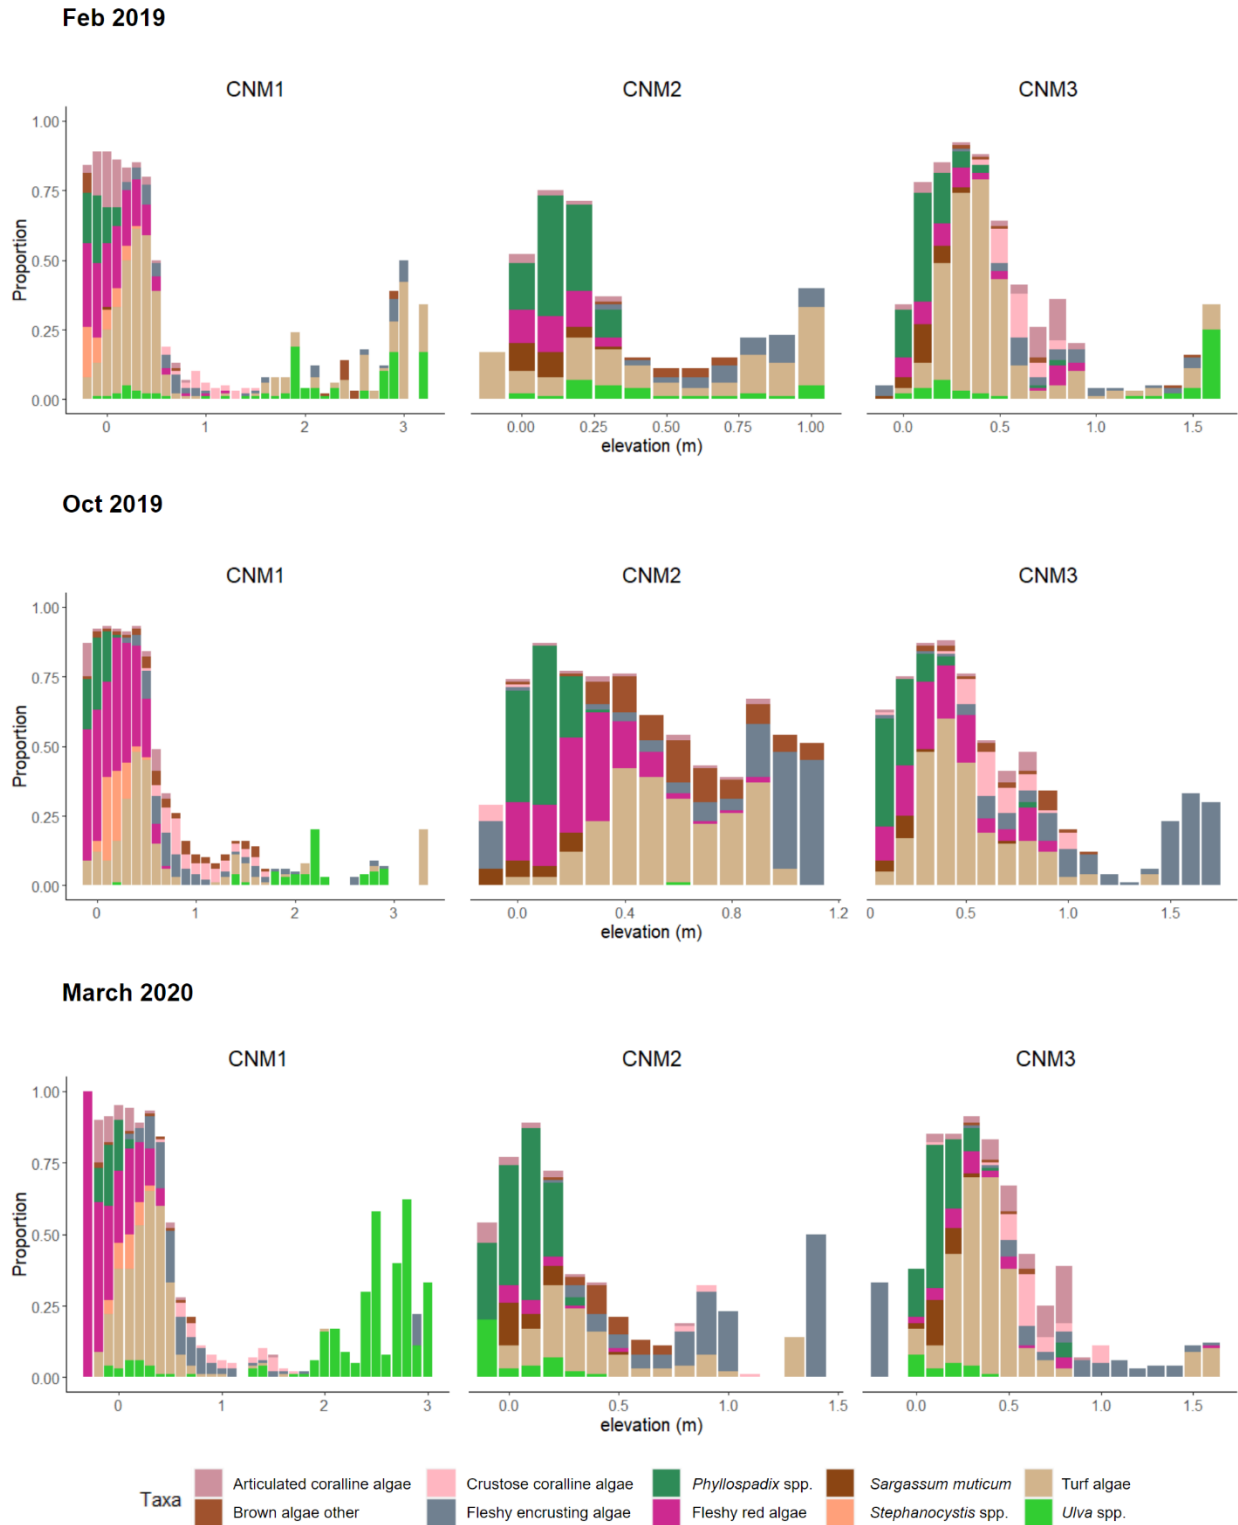 Feb 2019
CNM1 CNM2 CNM3
1.00
0.75
0.50
0.25
0.00
Proportion
0 1 2 3
0.00 0.25 0.50 0.75 1.00
0.0 0.5 1.0 1.5
elevation (m)
Oct 2019
CNM1 CNM2 CNM3
1.00
0.75
0.50
0.25
0.00
Proportion
0 1 2 3
0.0 0.4 0.8 1.2
0 0.5 1.0 1.5
elevation (m)
March 2020
CNM1 CNM2 CNM3
1.00
0.75
0.50
0.25
0.00
Proportion
0 1 2 3
0.0 0.5 1.0 1.5
0.0 0.5 1.0 1.5
elevation (m)
Taxa
Articulated coralline algae Crustose coralline algae Phyllospadix spp. Sargassum muticum Turf algae
Brown algae other Fleshy encrusting algae Fleshy red algae Stephanocystis spp. Ulva spp.